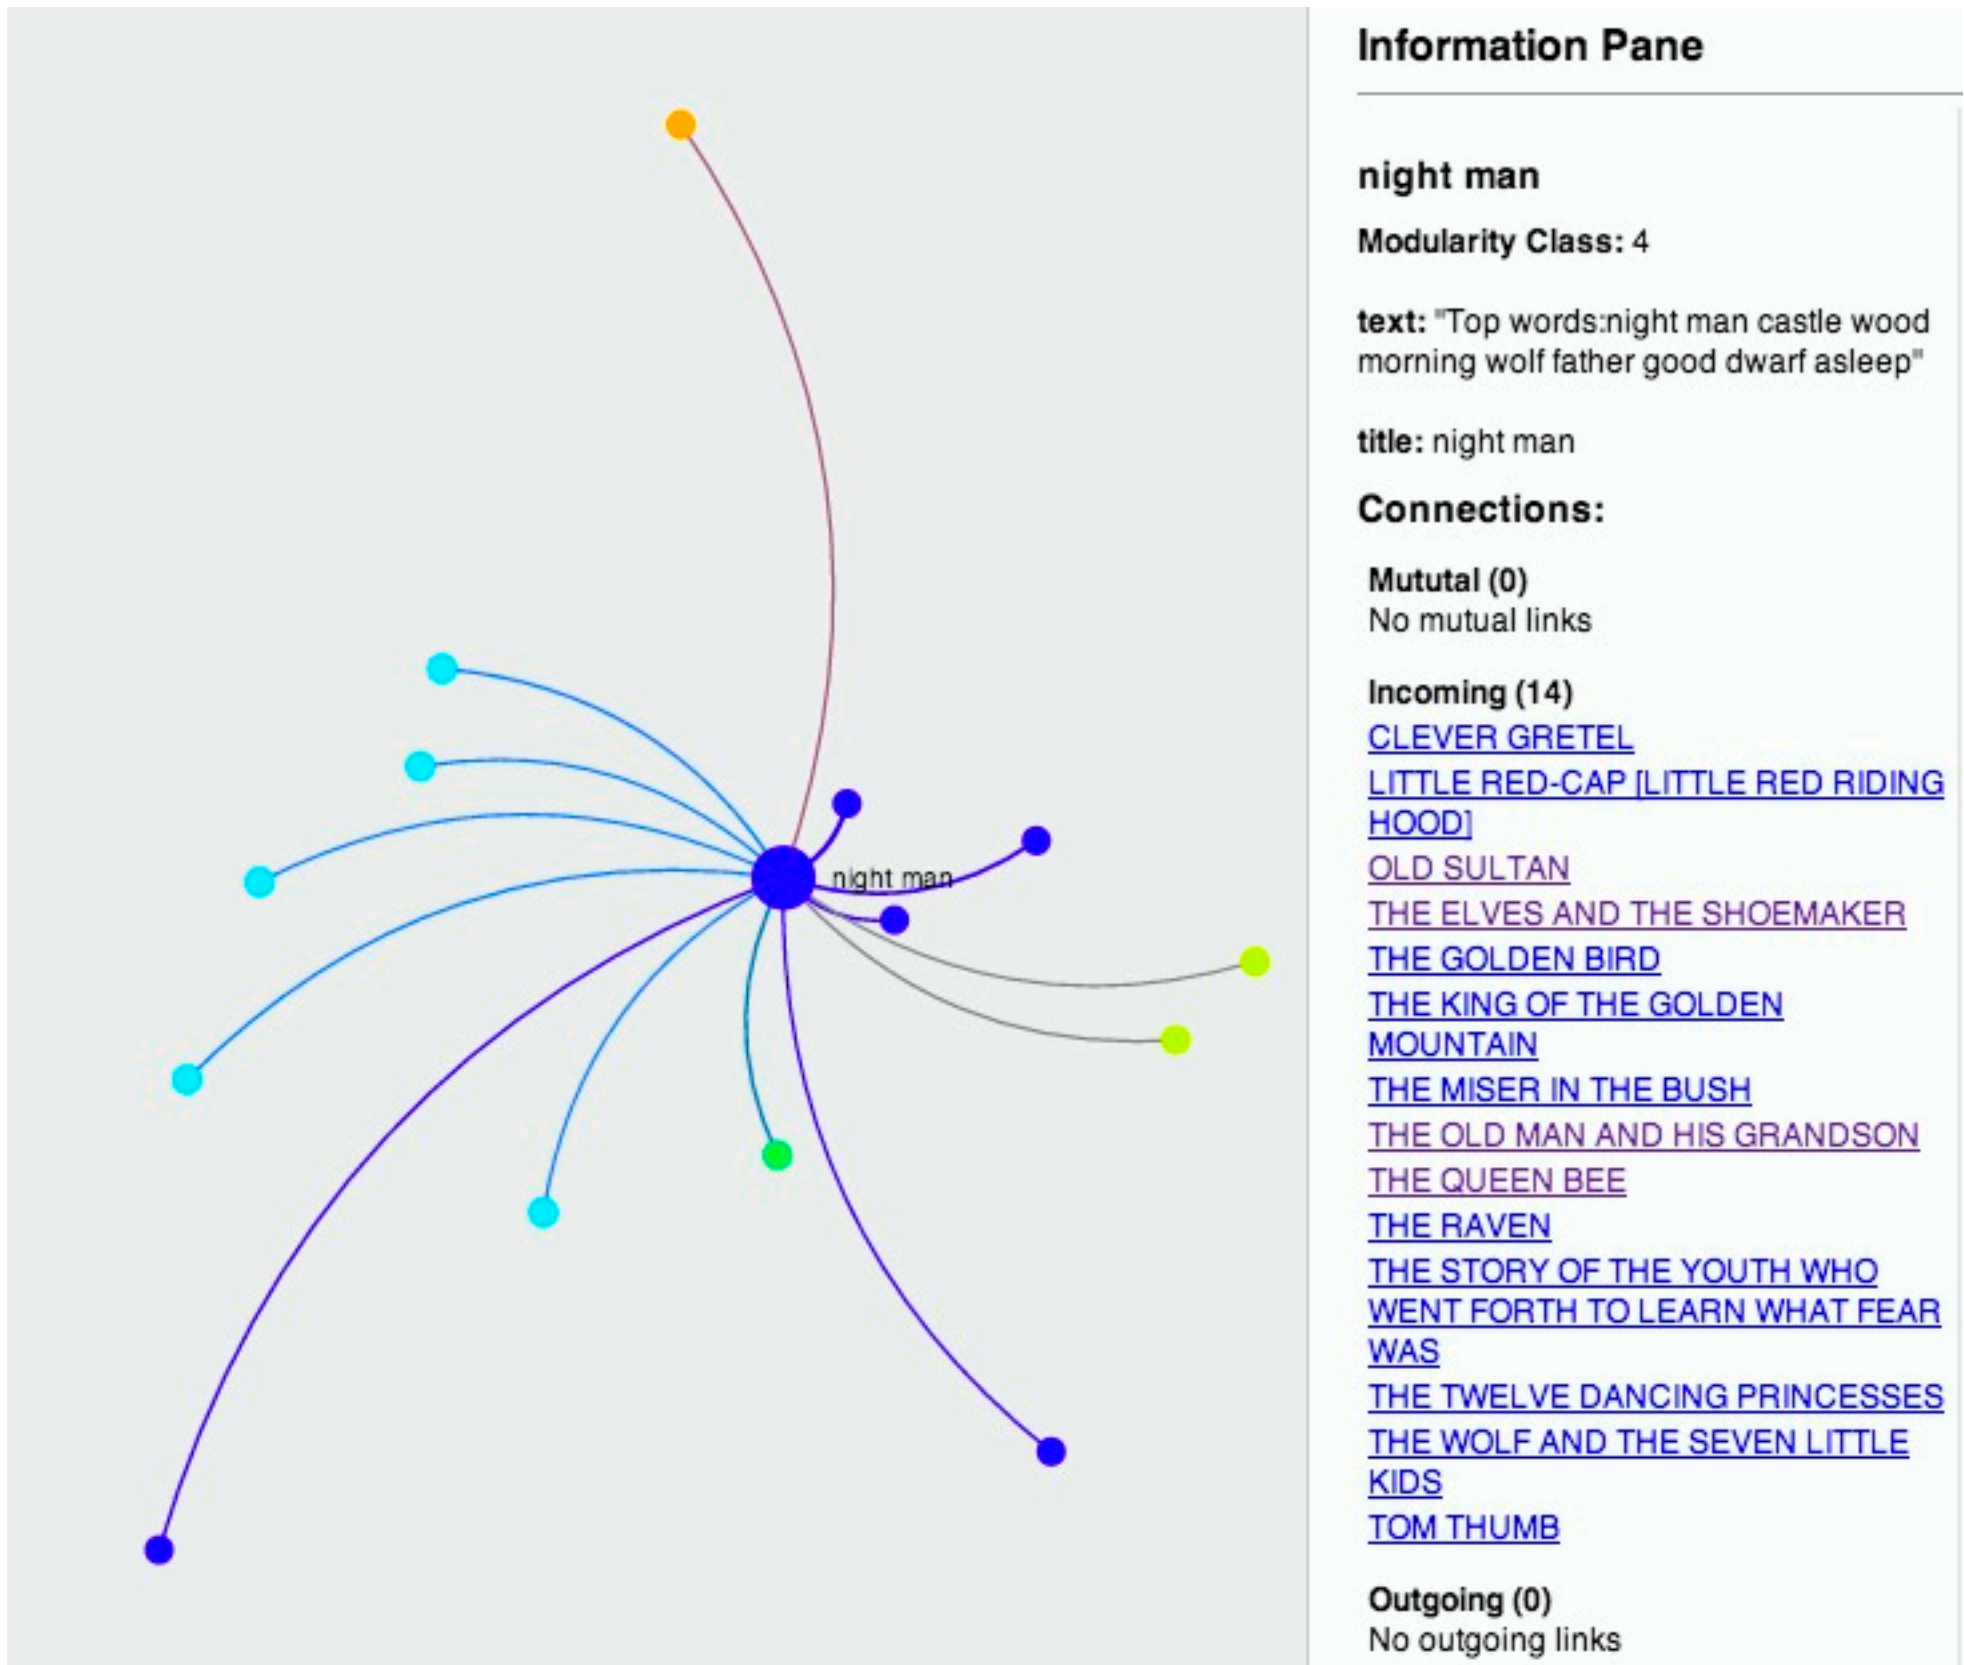 night man
Information Pane
night man
Modularity Class: 4
text: "Top words:night man castle wood
morning wolf father good dwarf asleep"
title: night man
Connections:
Mututal (0)
No mutual links
Incoming (14)
CLEVER GRETEL
LITTLE RED-CAP [LITTLE RED RIDING
HOOD]
OLD SULTAN
THE ELVES AND THE SHOEMAKER
THE GOLDEN BIRD
THE KING OF THE GOLDEN
MOUNTAIN
THE MISER IN THE BUSH
THE OLD MAN AND HIS GRANDSON
THE QUEEN BEE
THE RAVEN
THE STORY OF THE YOUTH WHO
WENT FORTH TO LEARN WHAT FEAR
WAS
THE TWELVE DANCING PRINCESSES
THE WOLF AND THE SEVEN LITTLE
KIDS
TOM THUMB
Outgoing (0)
No outgoing links